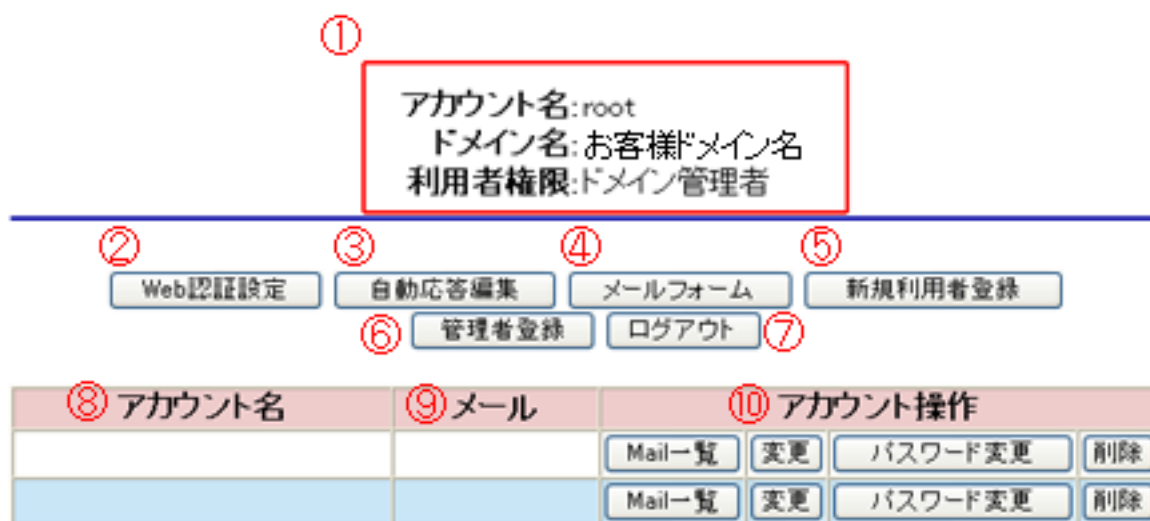 ①
アカウント名:root
ドメイン名:お客様ドメイン名
利用者権限:ドメイン管理者
② ③ ④ ⑤
Web認証設定 自動応答編集 メールフォーム 新規利用者登録
⑥ 管理者登録 ログアウト ⑦
⑧ アカウント名 ⑨ メール ⑩ アカウント操作
Mail一覧 変更 パスワード変更 削除
Mail一覧 変更 パスワード変更 削除